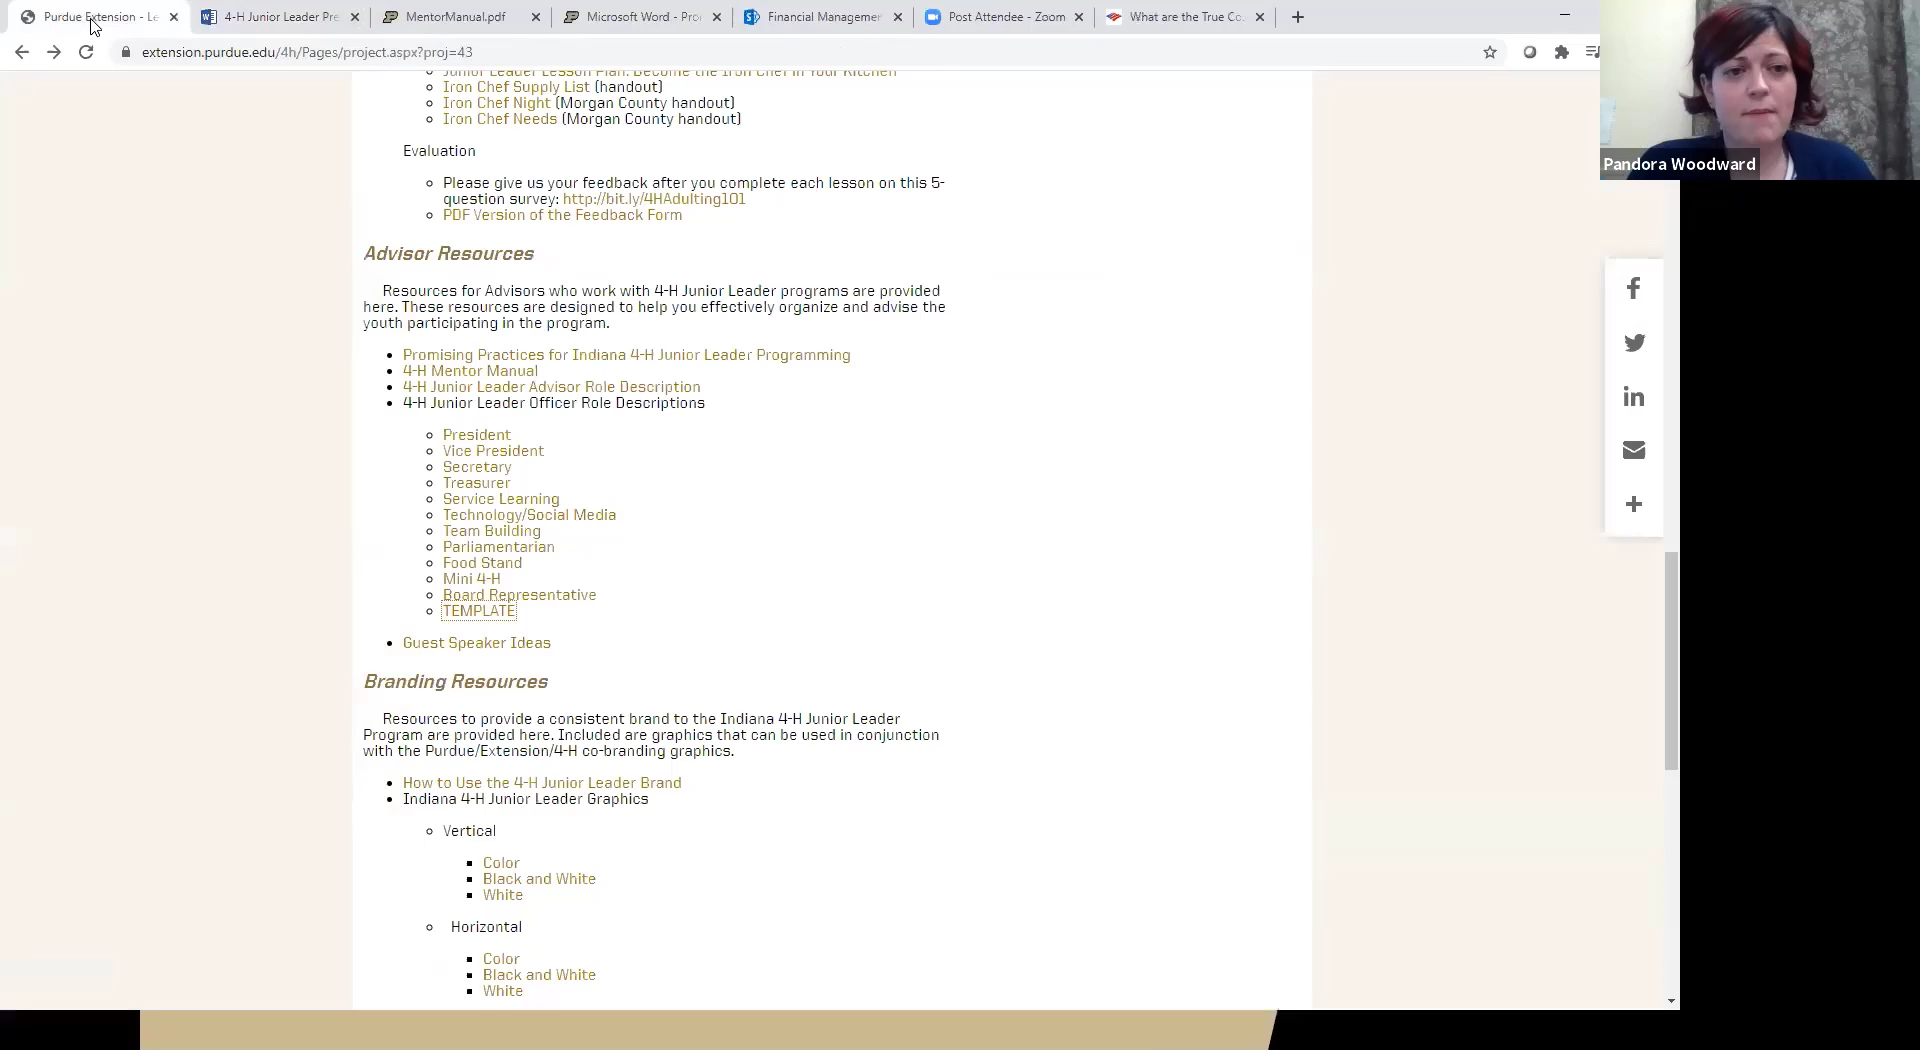 Purdue Extension - Le
4-H Junior Leader Pre
MentorManual.pdf
Microsoft Word - Pro
Financial Managemen
Post Attendee - Zoom
What are the True Co
extension.purdue.edu/4h/Pages/project.aspx?proj=43
Junior Leader Lesson Plan: Become the Iron Chef in Your Kitchen
Iron Chef Supply List (handout)
Iron Chef Night (Morgan County handout)
Iron Chef Needs (Morgan County handout)
Evaluation
Please give us your feedback after you complete each lesson on this 5-
question survey: http://bit.ly/4HAdulting101
PDF Version of the Feedback Form
Advisor Resources
Resources for Advisors who work with 4-H Junior Leader programs are provided
here. These resources are designed to help you effectively organize and advise the
youth participating in the program.
Promising Practices for Indiana 4-H Junior Leader Programming
4-H Mentor Manual
4-H Junior Leader Advisor Role Description
4-H Junior Leader Officer Role Descriptions
President
Vice President
Secretary
Treasurer
Service Learning
Technology/Social Media
Team Building
Parliamentarian
Food Stand
Mini 4-H
Board Representative
TEMPLATE
Guest Speaker Ideas
Branding Resources
Resources to provide a consistent brand to the Indiana 4-H Junior Leader
Program are provided here. Included are graphics that can be used in conjunction
with the Purdue/Extension/4-H co-branding graphics.
How to Use the 4-H Junior Leader Brand
Indiana 4-H Junior Leader Graphics
Vertical
Color
Black and White
White
Horizontal
Color
Black and White
White
Pandora Woodward